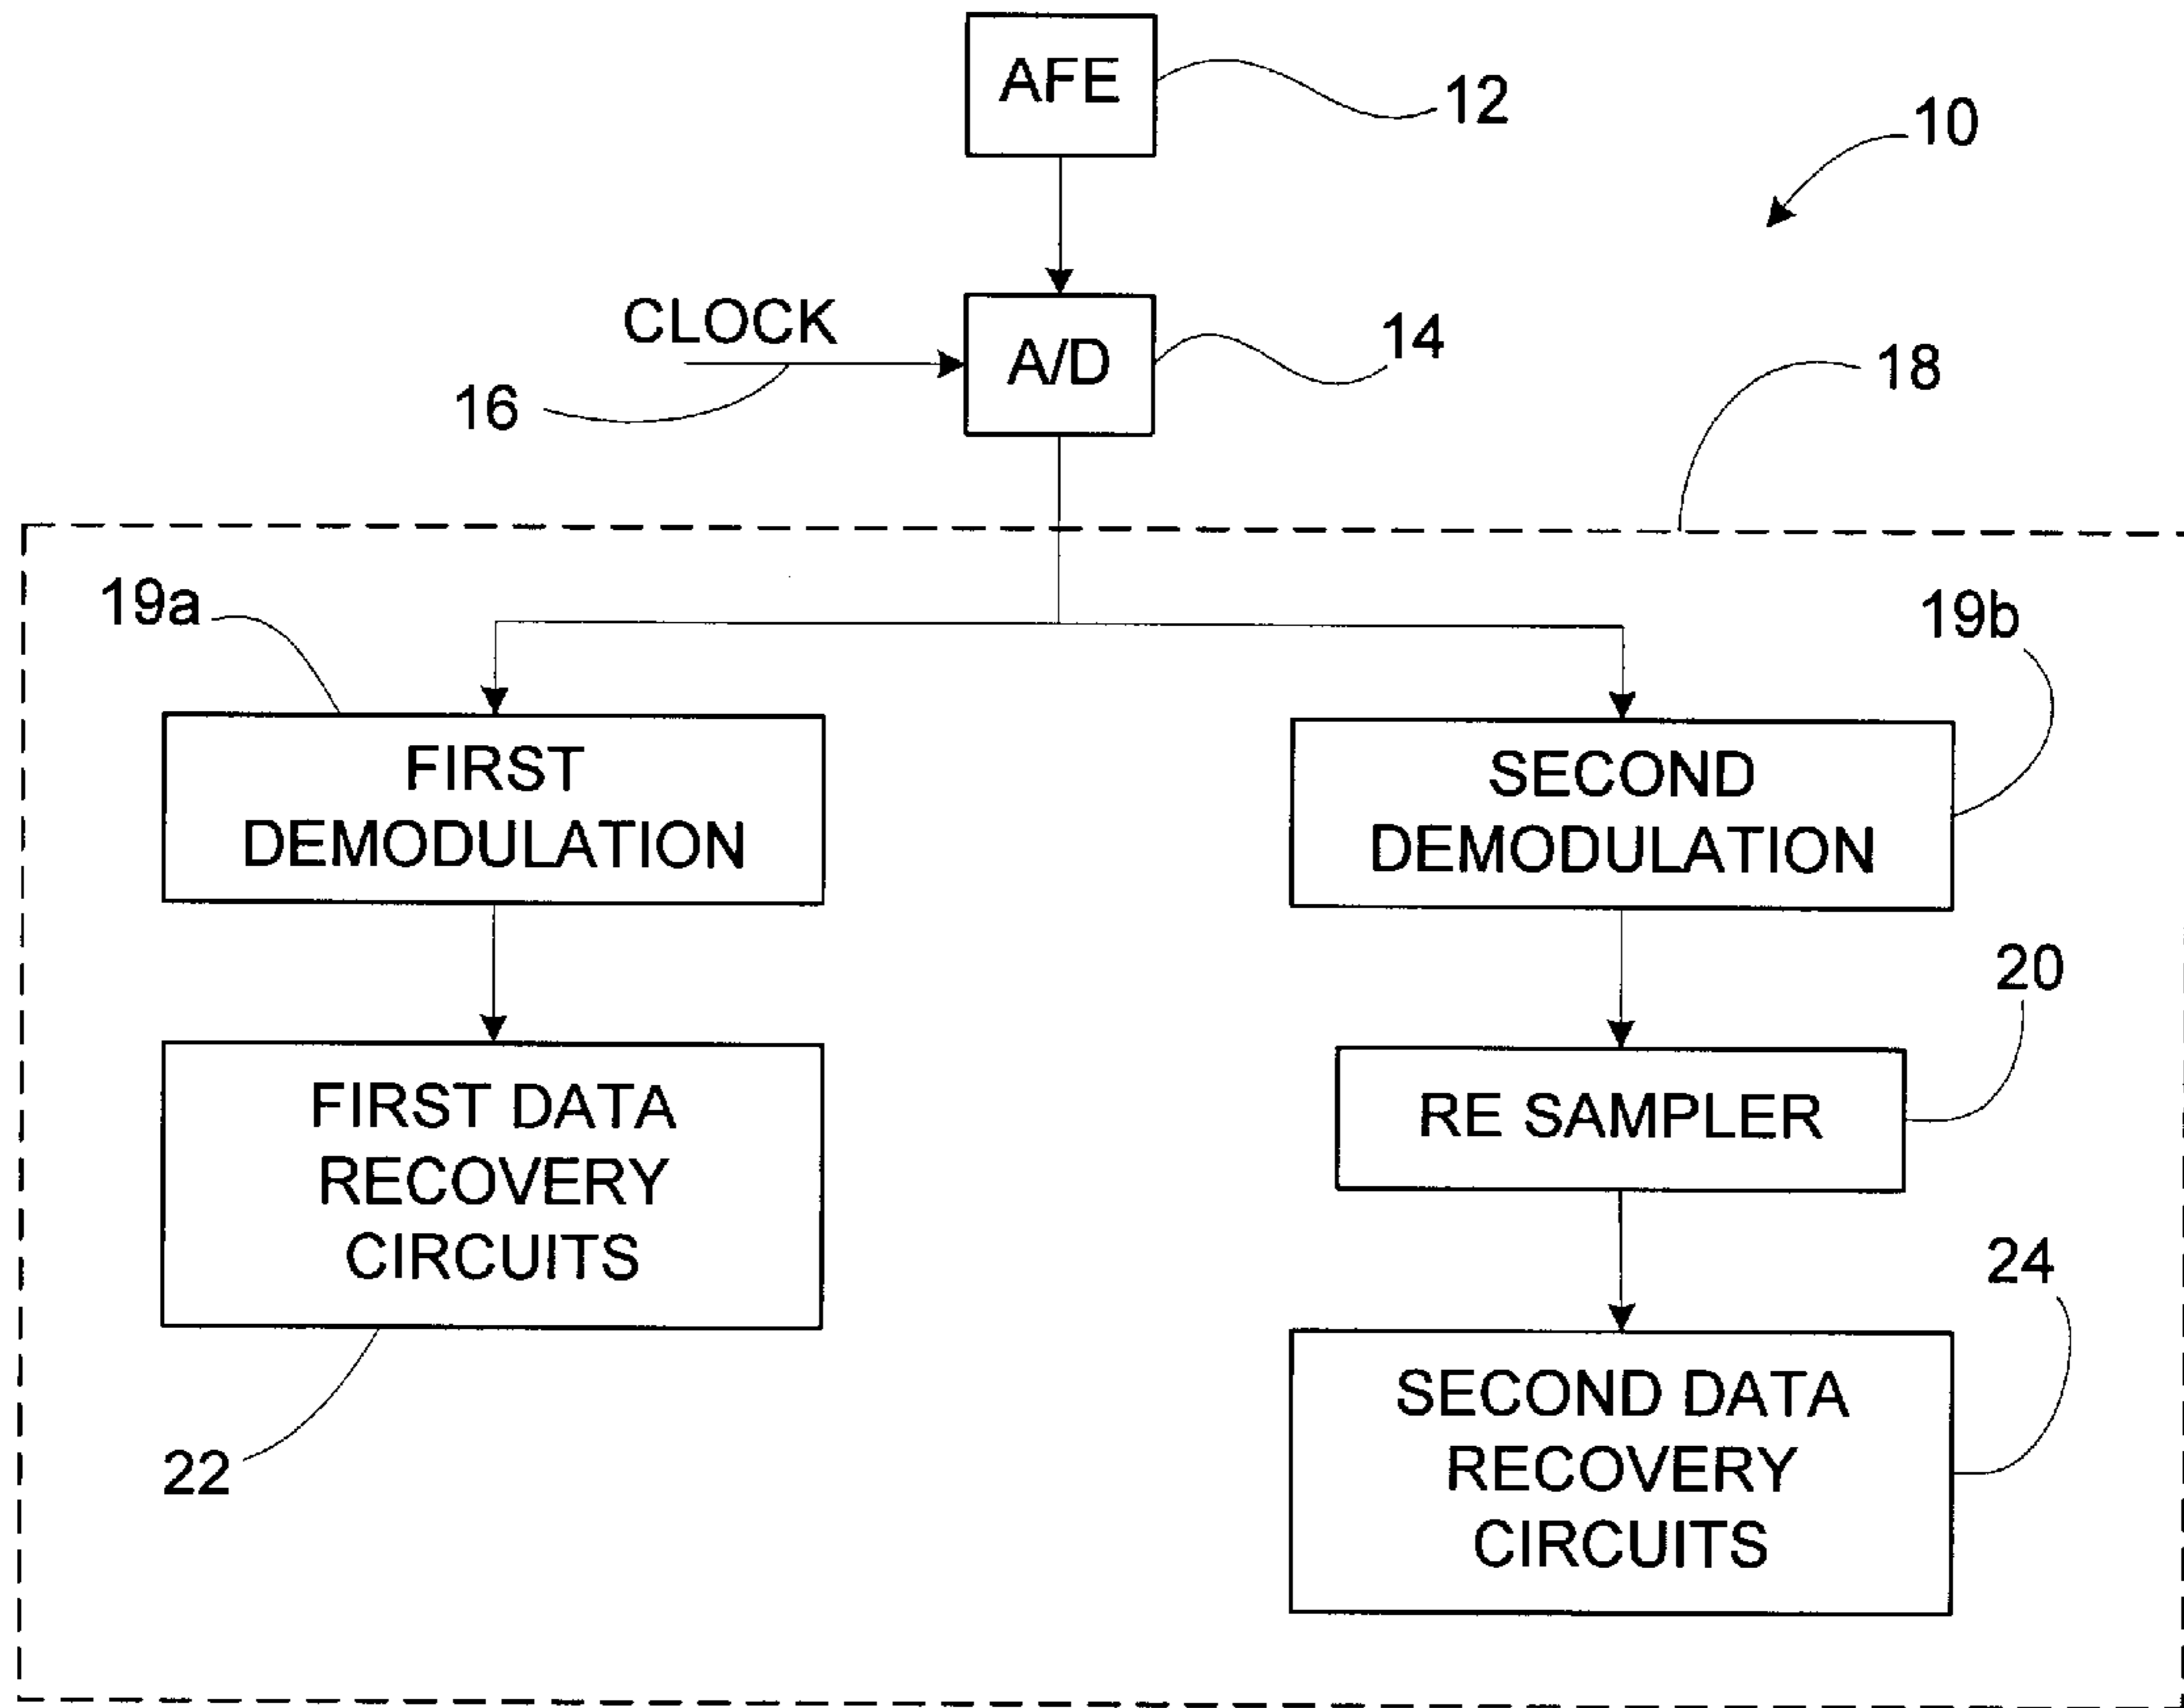 AFE
12
10
CLOCK
A/D
14
16
18
19a
19b
FIRST
DEMODULATION
SECOND
DEMODULATION
20
FIRST DATA
RECOVERY
CIRCUITS
RE SAMPLER
24
22
SECOND DATA
RECOVERY
CIRCUITS